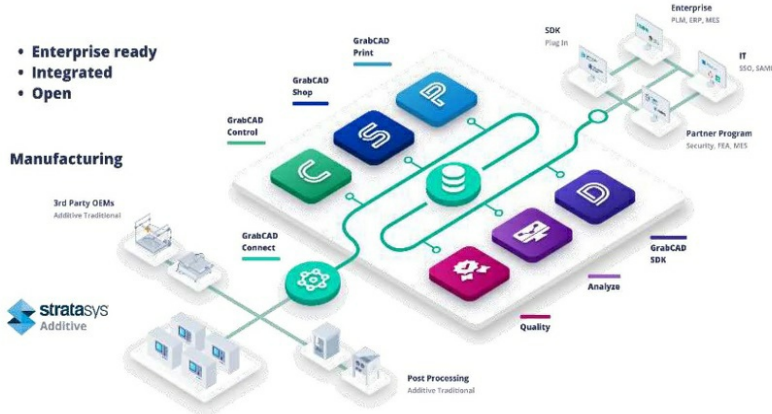 Enterprise ready
Integrated
Open
Manufacturing
3rd Party OEMs
Additive Traditional
stratasys
Additive
GrabCAD
Connect
GrabCAD
Control
GrabCAD
Shop
GrabCAD
Print
Post Processing
Additive Traditional
Quality
Analyze
GrabCAD
SDK
SDK
Plug In
Enterprise
PLM, ERP, MES
IT
SSO, SAML
Partner Program
Security, FEA, MES